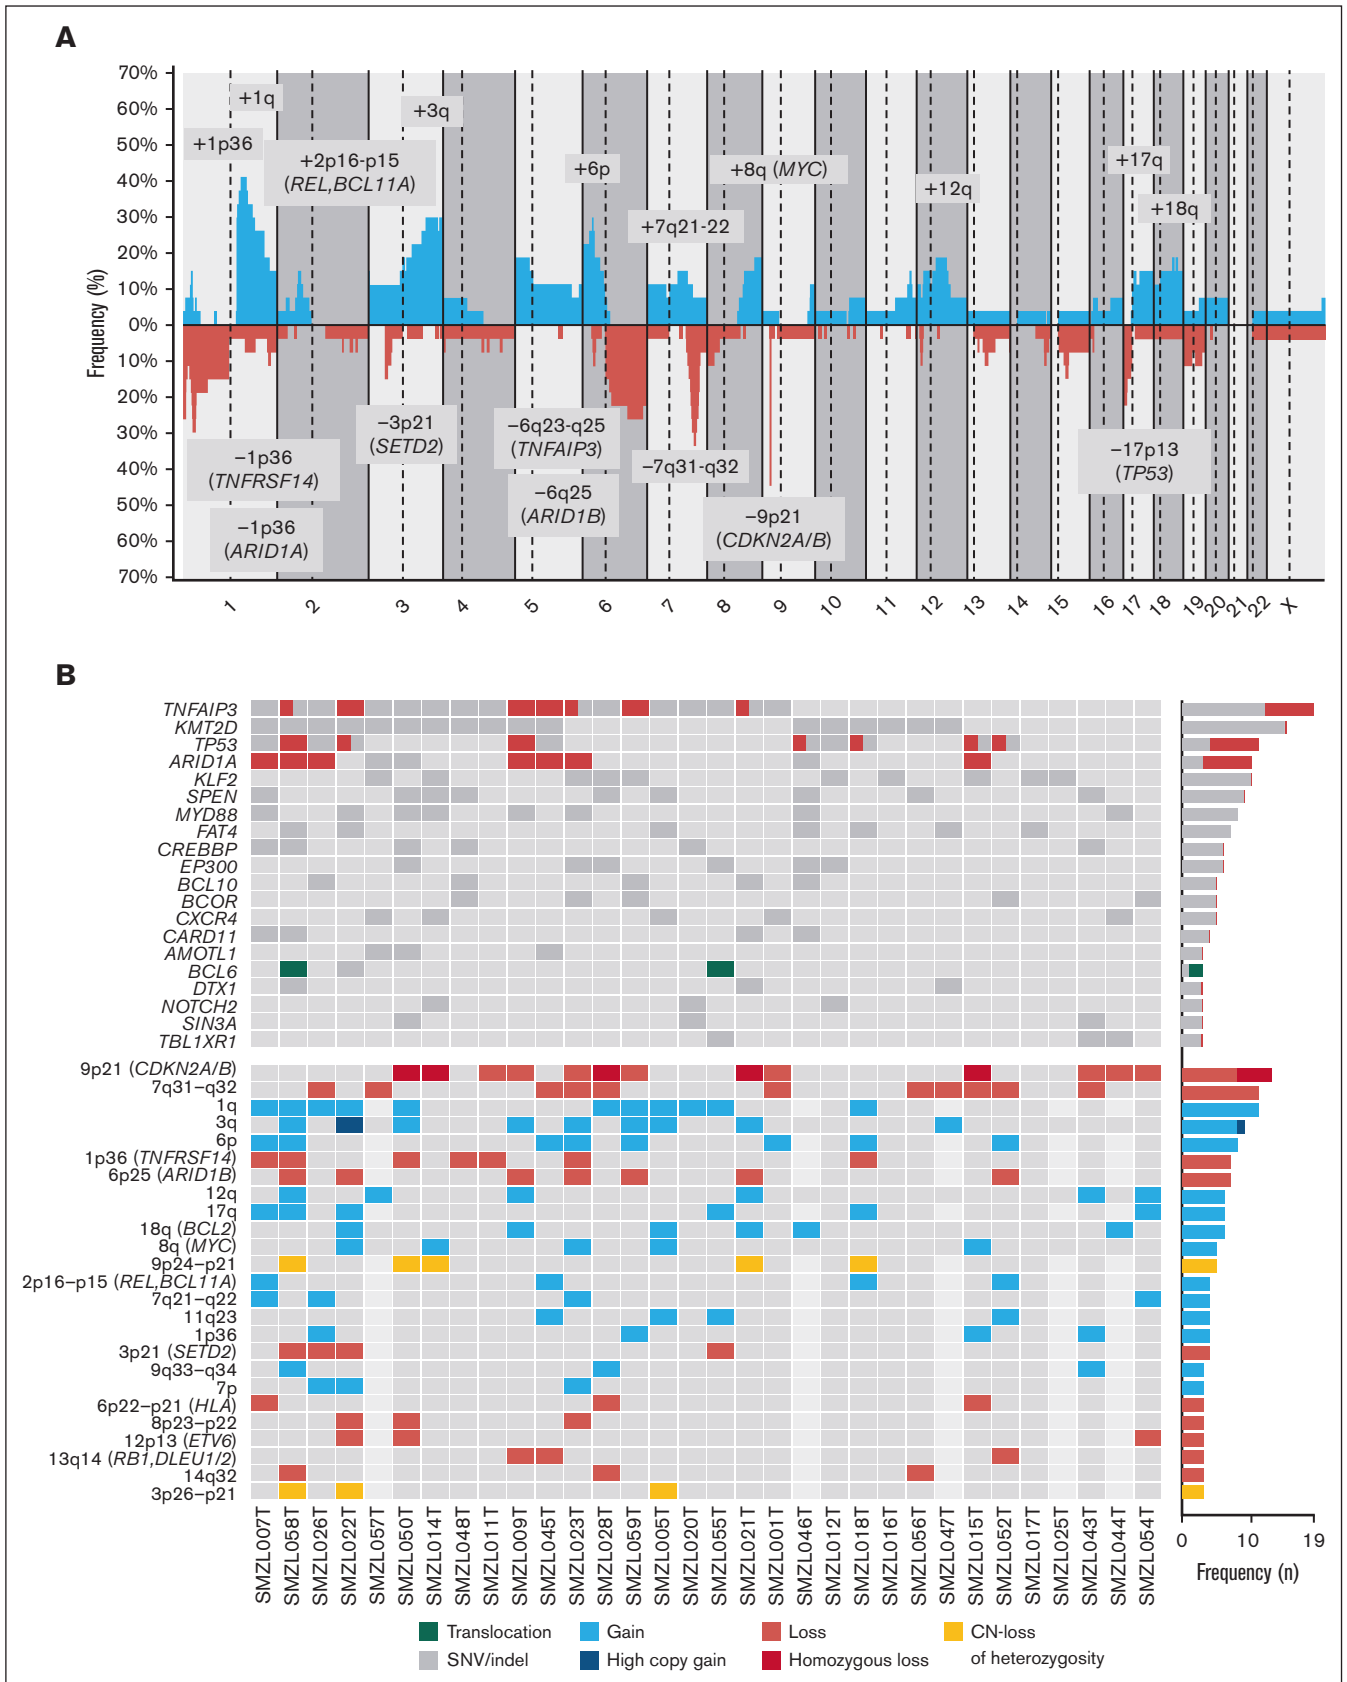 A
70%
60%
50%
40%
30%
20%
10%
0%
10%
20%
30%
40%
50%
60%
70%
Frequency (%)
+1p36
+1q
+2p16-p15
(REL,BCL11A)
+3q
+6p
+7q21-22
+8q (MYC)
+12q
+17q
+18q
−1p36
(TNFRSF14)
−1p36
(ARID1A)
−3p21
(SETD2)
−6q23-q25
(TNFAIP3)
−6q25
(ARID1B)
−7q31-q32
−9p21
(CDKN2A/B)
−17p13
(TP53)
1 2 3 4 5 6 7 8 9 10 11 12 13 14 15 16 17 18 19 20 21 22 X
B
TNFAIP3
KMT2D
TP53
ARID1A
KLF2
SPEN
MYD88
FAT4
CREBBP
EP300
BCL10
BCOR
CXCR4
CARD11
AMOTL1
BCL6
DTX1
NOTCH2
SIN3A
TBL1XR1
9p21 (CDKN2A/B)
7q31−q32
1q
3q
6p
1p36 (TNFRSF14)
6p25 (ARID1B)
12q
17q
18q (BCL2)
8q (MYC)
9p24−p21
2p16−p15 (REL,BCL11A)
7q21−q22
11q23
1p36
3p21 (SETD2)
9q33−q34
7p
6p22−p21 (HLA)
8p23−p22
12p13 (ETV6)
13q14 (RB1,DLEU1/2)
14q32
3p26−p21
SMZL007T
SMZL058T
SMZL026T
SMZL022T
SMZL057T
SMZL050T
SMZL014T
SMZL048T
SMZL011T
SMZL009T
SMZL045T
SMZL023T
SMZL028T
SMZL059T
SMZL005T
SMZL020T
SMZL055T
SMZL021T
SMZL001T
SMZL046T
SMZL012T
SMZL018T
SMZL016T
SMZL056T
SMZL047T
SMZL015T
SMZL052T
SMZL017T
SMZL025T
SMZL043T
SMZL044T
SMZL054T
0 10 19
Frequency (n)
Translocation
SNV/indel
Gain
High copy gain
Loss
Homozygous loss
CN-loss
of heterozygosity